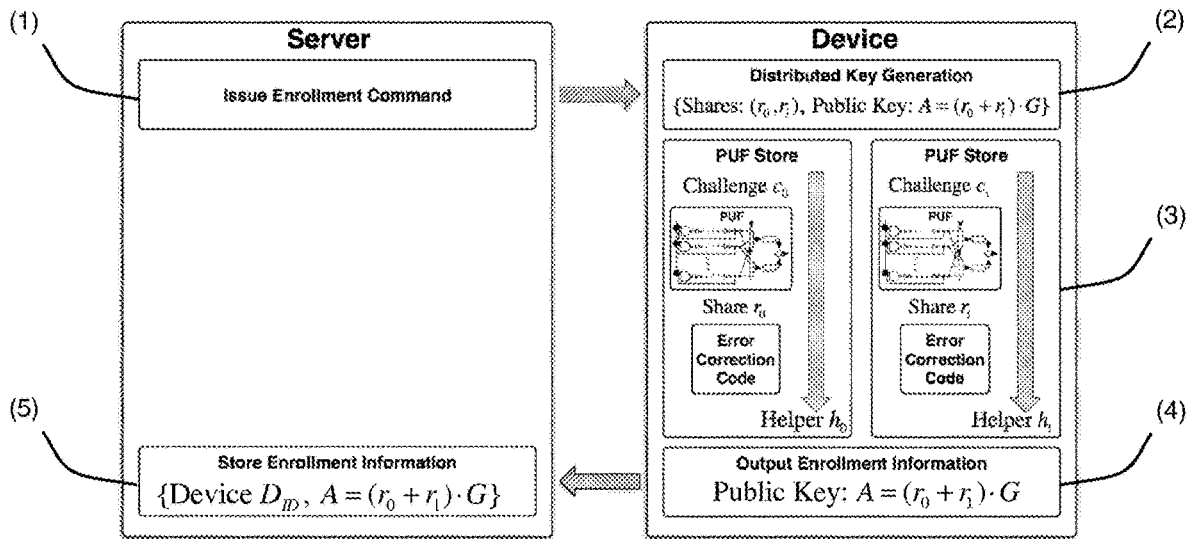 (1)
(2)
Server
Device
Issue Enrollment Command
Distributed Key Generation
{Shares: (r₀, r₁), Public Key: A = (r₀ + r₁) · G}
PUF Store
Challenge c₀
PUF
Share r₀
Error
Correction
Code
Helper h₀
PUF Store
Challenge c₁
PUF
Share r₁
Error
Correction
Code
Helper h₁
(3)
(5)
(4)
Store Enrollment Information
{Device D_ID, A = (r₀ + r₁) · G}
Output Enrollment Information
Public Key: A = (r₀ + r₁) · G